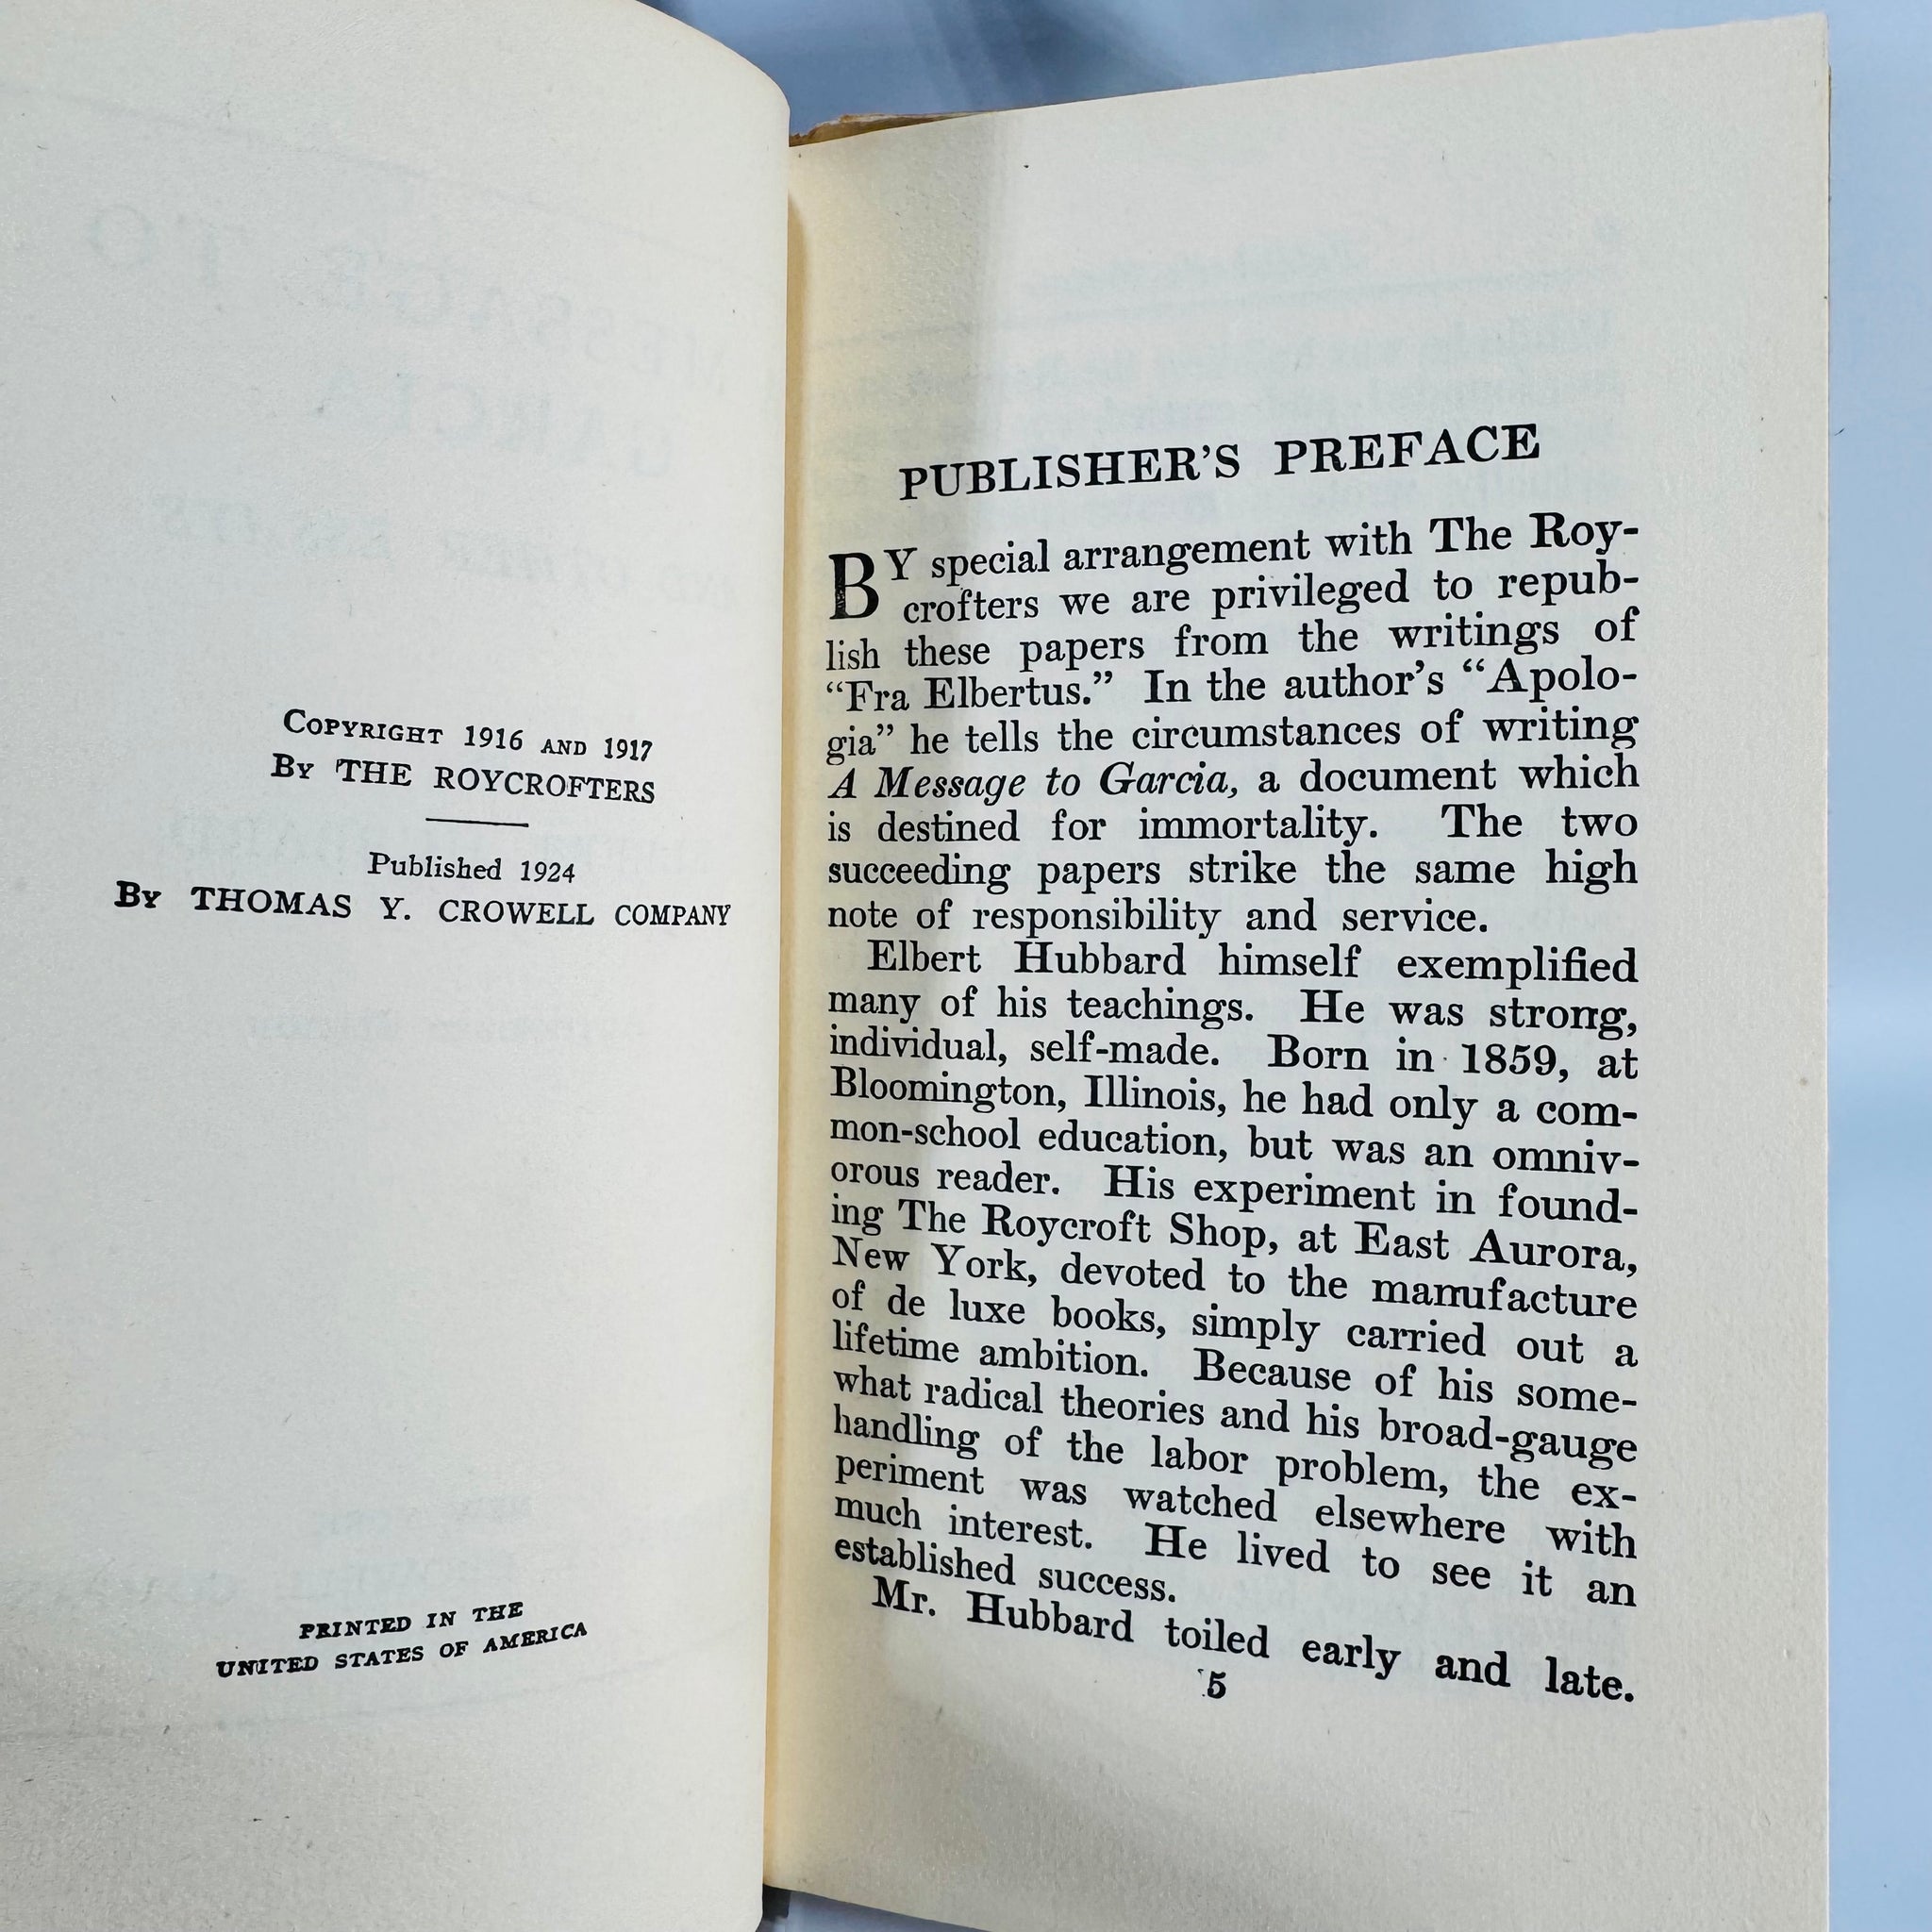 COPYRIGHT 1916 AND 1917
BY THE ROYCROFTERS
Published 1924
BY THOMAS Y. CROWELL COMPANY
PRINTED IN THE
UNITED STATES OF AMERICA
PUBLISHER'S PREFACE
BY special arrangement with The Roy-
crofters we are privileged to repub-
lish these papers from the writings of
“Fra Elbertus.” In the author's “Apolo-
gia” he tells the circumstances of writing
A Message to Garcia, a document which
is destined for immortality. The two
succeeding papers strike the same high
note of responsibility and service.
Elbert Hubbard himself exemplified
many of his teachings. He was strong,
individual, self-made. Born in 1859, at
Bloomington, Illinois, he had only a com-
mon-school education, but was an omniv-
orous reader. His experiment in found-
ing The Roycroft Shop, at East Aurora,
New York, devoted to the manufacture
of de luxe books, simply carried out a
lifetime ambition. Because of his some-
what radical theories and his broad-gauge
handling of the labor problem, the ex-
periment was watched elsewhere with
much interest. He lived to see it an
established success.
Mr. Hubbard toiled early and late.
5